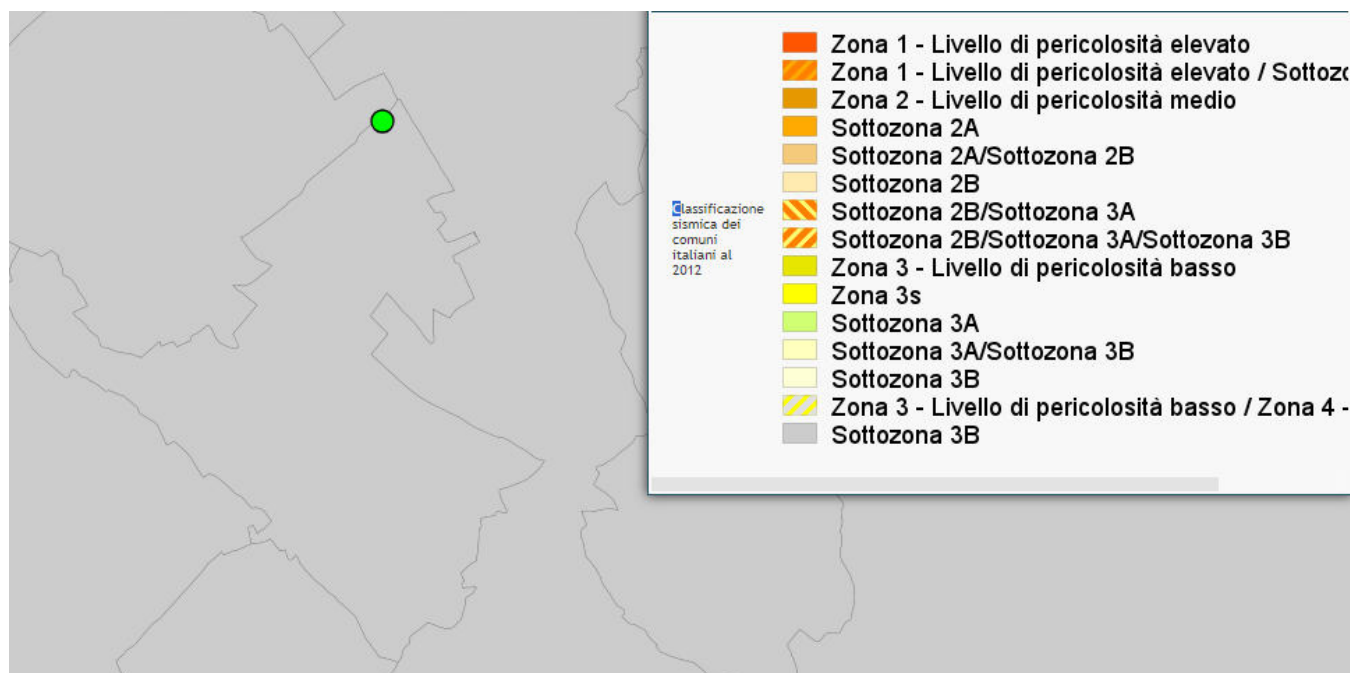 Zona 1 - Livello di pericolosità elevato
Zona 1 - Livello di pericolosità elevato / Sottozo
Zona 2 - Livello di pericolosità medio
Sottozona 2A
Sottozona 2A/Sottozona 2B
Sottozona 2B
Sottozona 2B/Sottozona 3A
Sottozona 2B/Sottozona 3A/Sottozona 3B
Zona 3 - Livello di pericolosità basso
Zona 3s
Sottozona 3A
Sottozona 3A/Sottozona 3B
Sottozona 3B
Zona 3 - Livello di pericolosità basso / Zona 4 -
Sottozona 3B
Classificazione
sismica dei
comuni
italiani al
2012